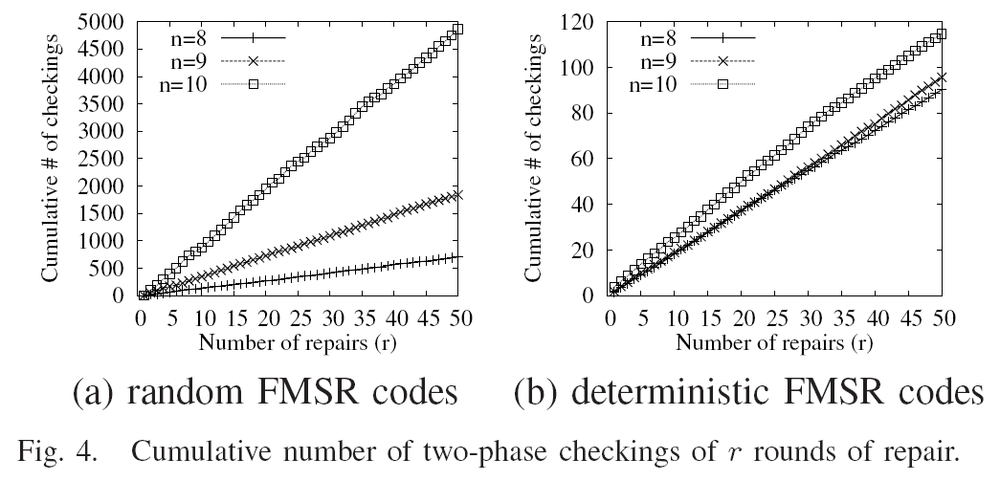 5000
4500
4000
3500
3000
2500
2000
1500
1000
500
0
Cumulative # of checkings
n=8
n=9
n=10
0 5 10 15 20 25 30 35 40 45 50
Number of repairs (r)
(a) random FMSR codes
120
100
80
60
40
20
0
Cumulative # of checkings
n=8
n=9
n=10
0 5 10 15 20 25 30 35 40 45 50
Number of repairs (r)
(b) deterministic FMSR codes
Fig. 4. Cumulative number of two-phase checkings of r rounds of repair.